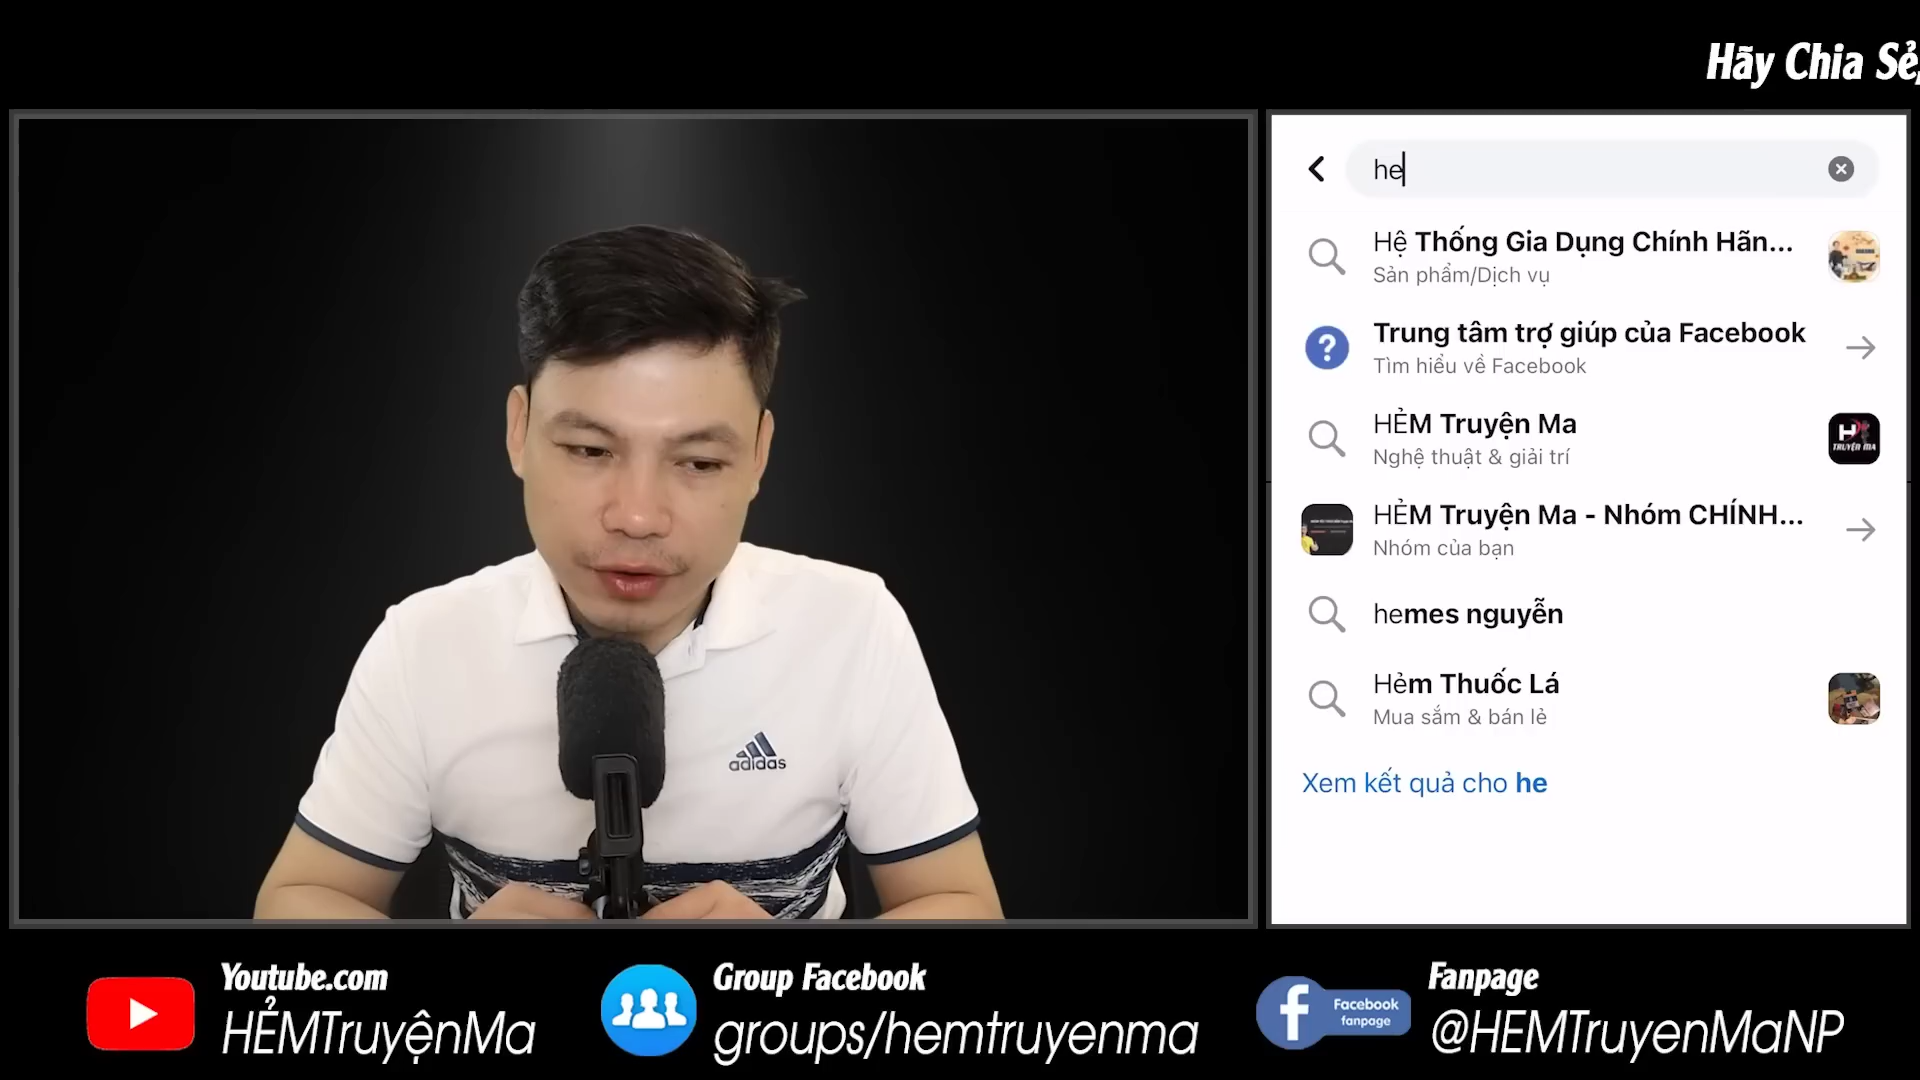 Hãy Chia Sẻ,
he
Hệ Thống Gia Dụng Chính Hãn...
Sản phẩm/Dịch vụ
Trung tâm trợ giúp của Facebook
Tìm hiểu về Facebook
HẺM Truyện Ma
Nghệ thuật & giải trí
H
TRUYỆN MA
HẺM Truyện Ma - Nhóm CHÍNH...
Nhóm của bạn
hemes nguyễn
Hẻm Thuốc Lá
Mua sắm & bán lẻ
Xem kết quả cho he
adidas
Youtube.com
HẺMTruyệnMa
Group Facebook
groups/hemtruyenma
Facebook
fanpage
Fanpage
@HEMTruyenMaNP